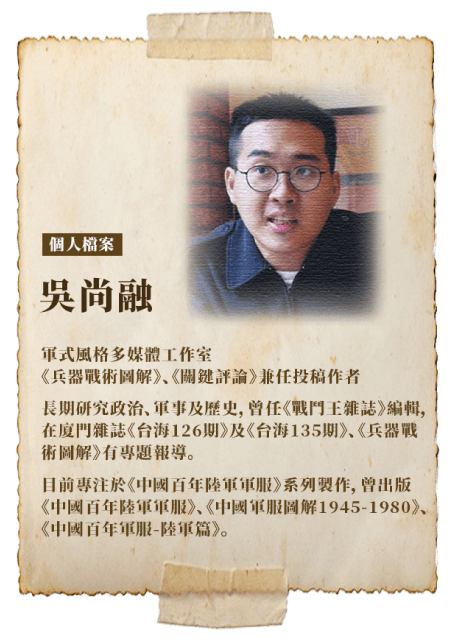 個人檔案
吳尚融
軍式風格多媒體工作室
《兵器戰術圖解》、《關鍵評論》兼任投稿作者
長期研究政治、軍事及歷史, 曾任《戰鬥王雜誌》編輯,
在廈門雜誌《台海126期》及《台海135期》、《兵器戰
術圖解》有專題報導。
目前專注於《中國百年陸軍軍服》系列製作, 曾出版
《中國百年陸軍軍服》、《中國軍服圖解1945-1980》、
《中國百年軍服-陸軍篇》。